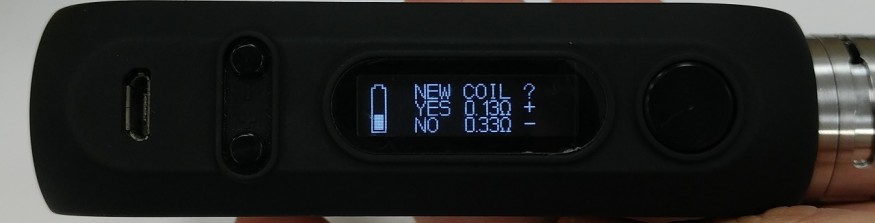 NEW COIL ?
YES 0.13Ω +
NO 0.33Ω −